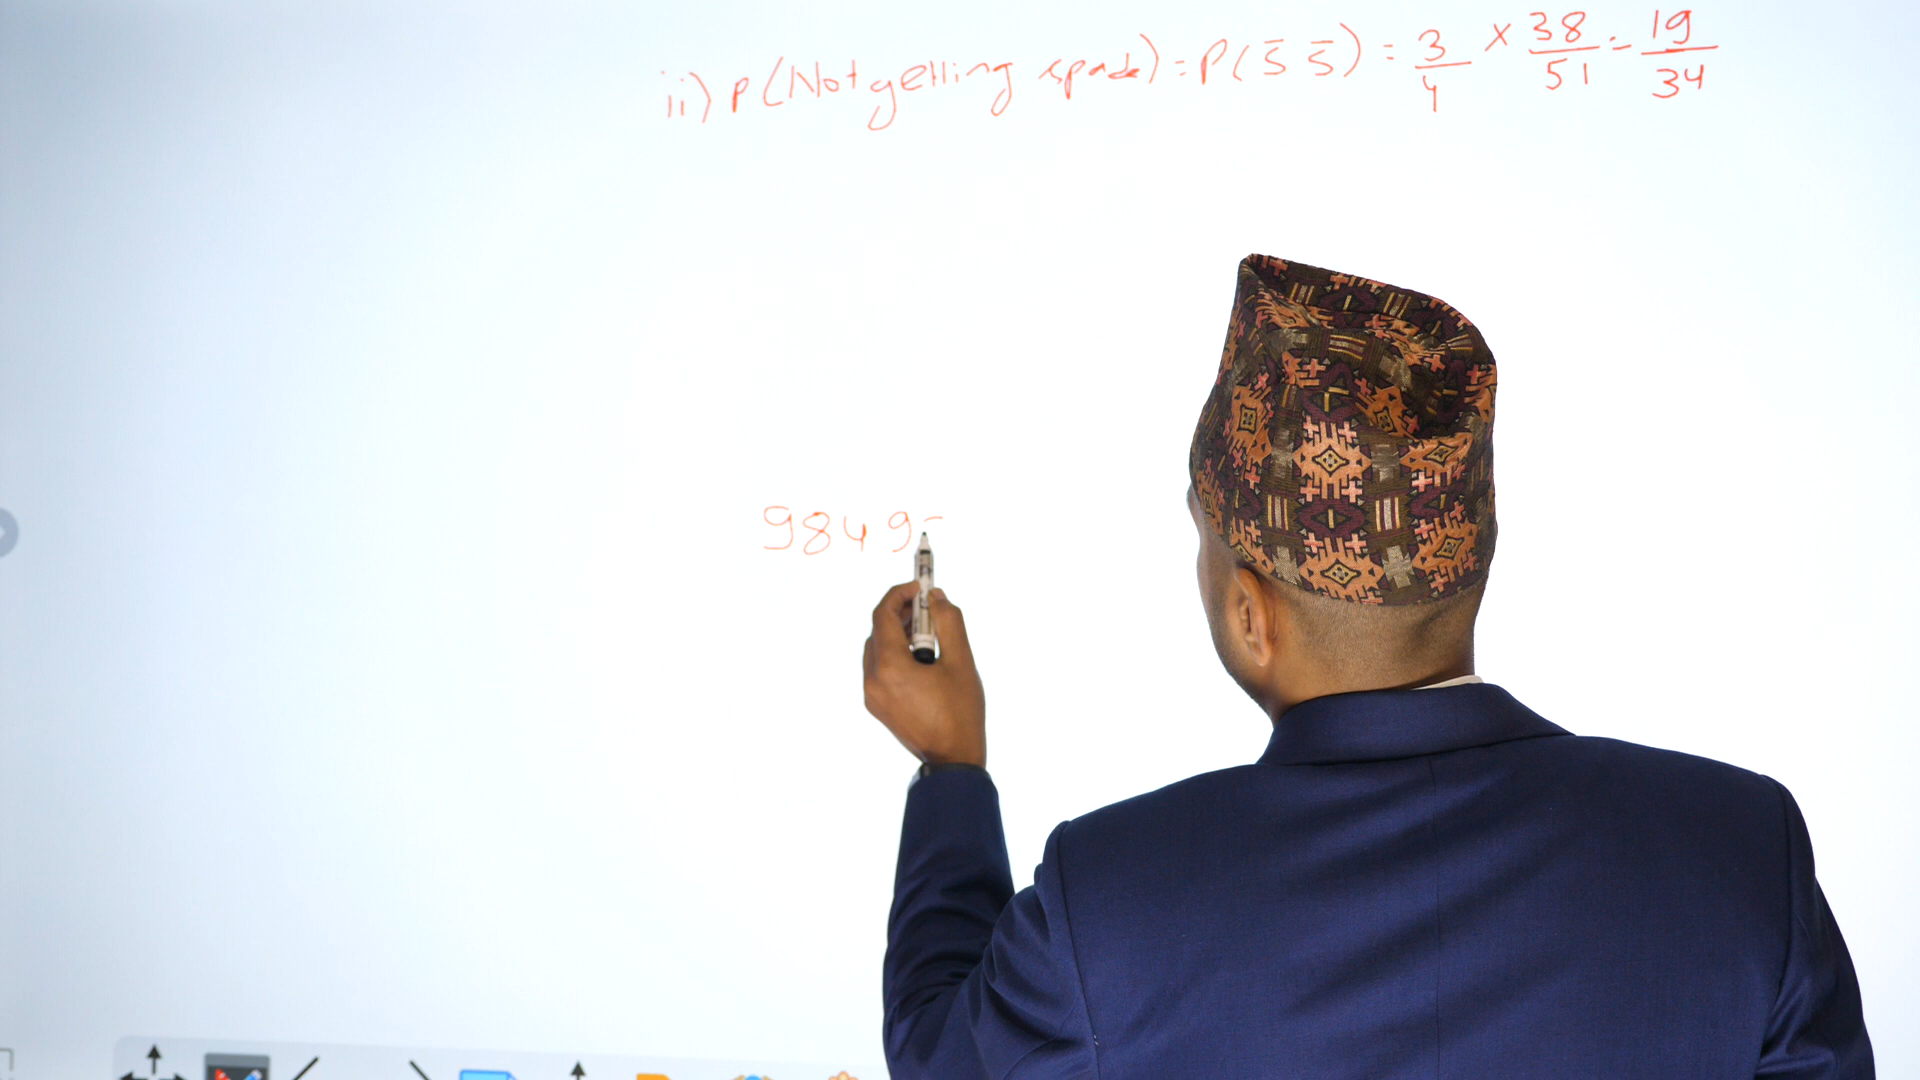 ii) P (Not getting spade) = P( S̅ S̅ ) = 3/4 × 38/51 = 19/34
9849